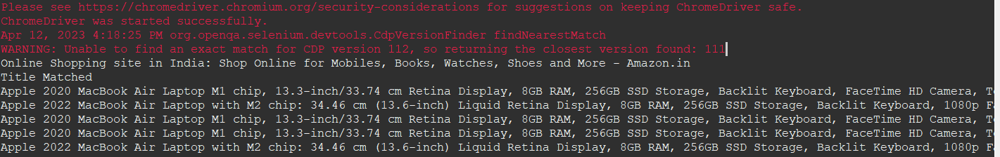 Please see https://chromedriver.chromium.org/security-considerations for suggestions on keeping ChromeDriver safe.
ChromeDriver was started successfully.
Apr 12, 2023 4:18:25 PM org.openqa.selenium.devtools.CdpVersionFinder findNearestMatch
WARNING: Unable to find an exact match for CDP version 112, so returning the closest version found: 111
Online Shopping site in India: Shop Online for Mobiles, Books, Watches, Shoes and More - Amazon.in
Title Matched
Apple 2020 MacBook Air Laptop M1 chip, 13.3-inch/33.74 cm Retina Display, 8GB RAM, 256GB SSD Storage, Backlit Keyboard, FaceTime HD Camera,
Apple 2022 MacBook Air Laptop with M2 chip: 34.46 cm (13.6-inch) Liquid Retina Display, 8GB RAM, 256GB SSD Storage, Backlit Keyboard, 1080p
Apple 2020 MacBook Air Laptop M1 chip, 13.3-inch/33.74 cm Retina Display, 8GB RAM, 256GB SSD Storage, Backlit Keyboard, FaceTime HD Camera,
Apple 2020 MacBook Air Laptop M1 chip, 13.3-inch/33.74 cm Retina Display, 8GB RAM, 256GB SSD Storage, Backlit Keyboard, FaceTime HD Camera,
Apple 2022 MacBook Air Laptop with M2 chip: 34.46 cm (13.6-inch) Liquid Retina Display, 8GB RAM, 256GB SSD Storage, Backlit Keyboard, 1080p